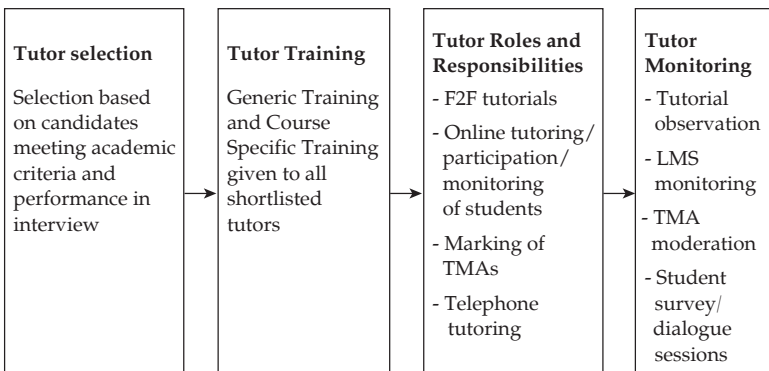 Tutor selection
Selection based
on candidates
meeting academic
criteria and
performance in
interview
Tutor Training
Generic Training
and Course
Specific Training
given to all
shortlisted
tutors
Tutor Roles and
Responsibilities
- F2F tutorials
- Online tutoring/
participation/
monitoring
of students
- Marking of
TMAs
- Telephone
tutoring
Tutor
Monitoring
- Tutorial
observation
- LMS
monitoring
- TMA
moderation
- Student
survey/
dialogue
sessions